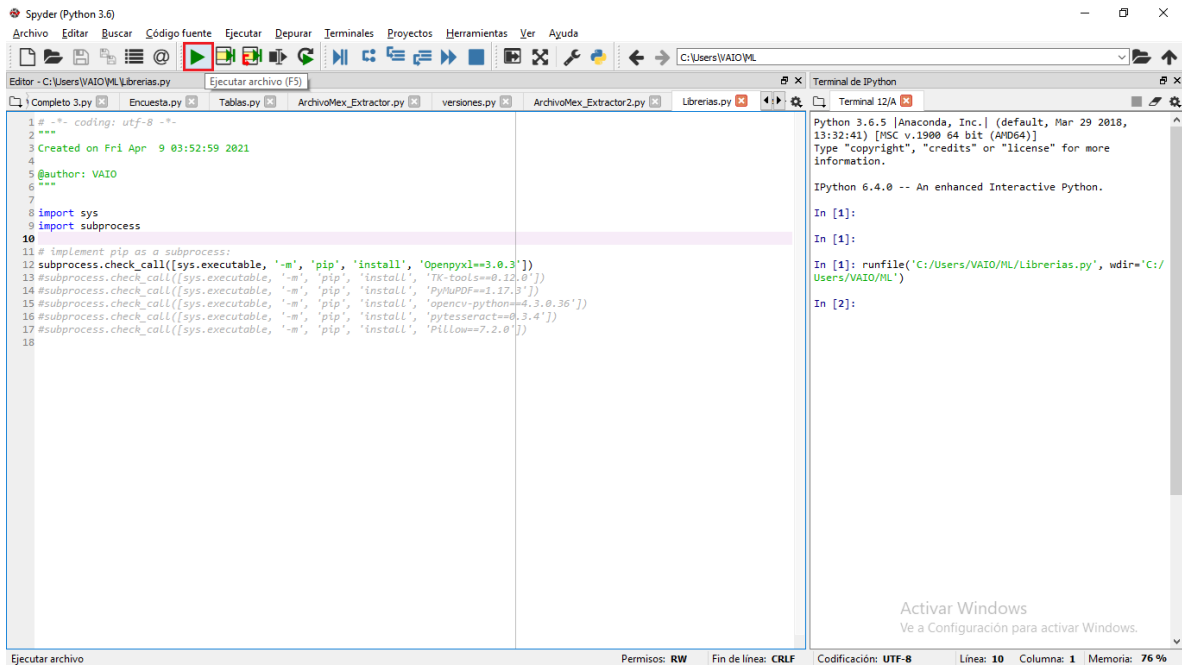 Spyder (Python 3.6)
Archivo Editar Buscar Código fuente Ejecutar Depurar Terminales Proyectos Herramientas Ver Ayuda
C:\Users\VAIO\ML
Editor - C:\Users\VAIO\ML\Librerias.py
Ejecutar archivo (F5)
Completo 3.py Encuesta.py Tablas.py ArchivoMex_Extractor.py versiones.py ArchivoMex_Extractor2.py Librerias.py
1 # -*- coding: utf-8 -*-
2 """
3 Created on Fri Apr  9 03:52:59 2021
4
5 @author: VAIO
6 """
7
8 import sys
9 import subprocess
10
11 # implement pip as a subprocess:
12 subprocess.check_call([sys.executable, '-m', 'pip', 'install', 'Openpyxl==3.0.3'])
13 #subprocess.check_call([sys.executable, '-m', 'pip', 'install', 'TK-tools==0.12.0'])
14 #subprocess.check_call([sys.executable, '-m', 'pip', 'install', 'PyMuPDF==1.17.3'])
15 #subprocess.check_call([sys.executable, '-m', 'pip', 'install', 'opencv-python==4.3.0.36'])
16 #subprocess.check_call([sys.executable, '-m', 'pip', 'install', 'pytesseract==0.3.4'])
17 #subprocess.check_call([sys.executable, '-m', 'pip', 'install', 'Pillow==7.2.0'])
18
Terminal de IPython
Terminal 12/A
Python 3.6.5 |Anaconda, Inc.| (default, Mar 29 2018,
13:32:41) [MSC v.1900 64 bit (AMD64)]
Type "copyright", "credits" or "license" for more
information.
IPython 6.4.0 -- An enhanced Interactive Python.
In [1]:
In [1]:
In [1]: runfile('C:/Users/VAIO/ML/Librerias.py', wdir='C:/
Users/VAIO/ML')
In [2]:
Activar Windows
Ve a Configuración para activar Windows.
Ejecutar archivo Permisos: RW Fin de línea: CRLF Codificación: UTF-8 Línea: 10 Columna: 1 Memoria: 76 %